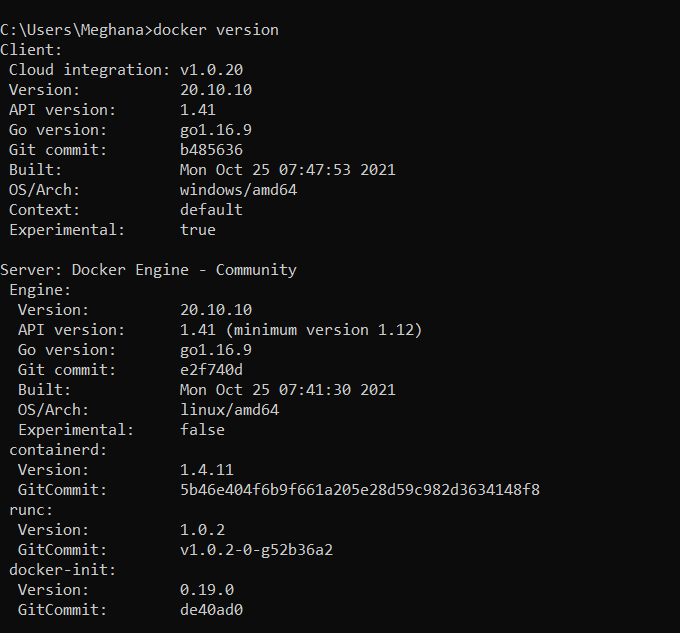 C:\Users\Meghana>docker version
Client:
 Cloud integration: v1.0.20
 Version:           20.10.10
 API version:       1.41
 Go version:        go1.16.9
 Git commit:        b485636
 Built:             Mon Oct 25 07:47:53 2021
 OS/Arch:           windows/amd64
 Context:           default
 Experimental:      true

Server: Docker Engine - Community
 Engine:
  Version:          20.10.10
  API version:      1.41 (minimum version 1.12)
  Go version:       go1.16.9
  Git commit:       e2f740d
  Built:            Mon Oct 25 07:41:30 2021
  OS/Arch:          linux/amd64
  Experimental:     false
 containerd:
  Version:          1.4.11
  GitCommit:        5b46e404f6b9f661a205e28d59c982d3634148f8
 runc:
  Version:          1.0.2
  GitCommit:        v1.0.2-0-g52b36a2
 docker-init:
  Version:          0.19.0
  GitCommit:        de40ad0